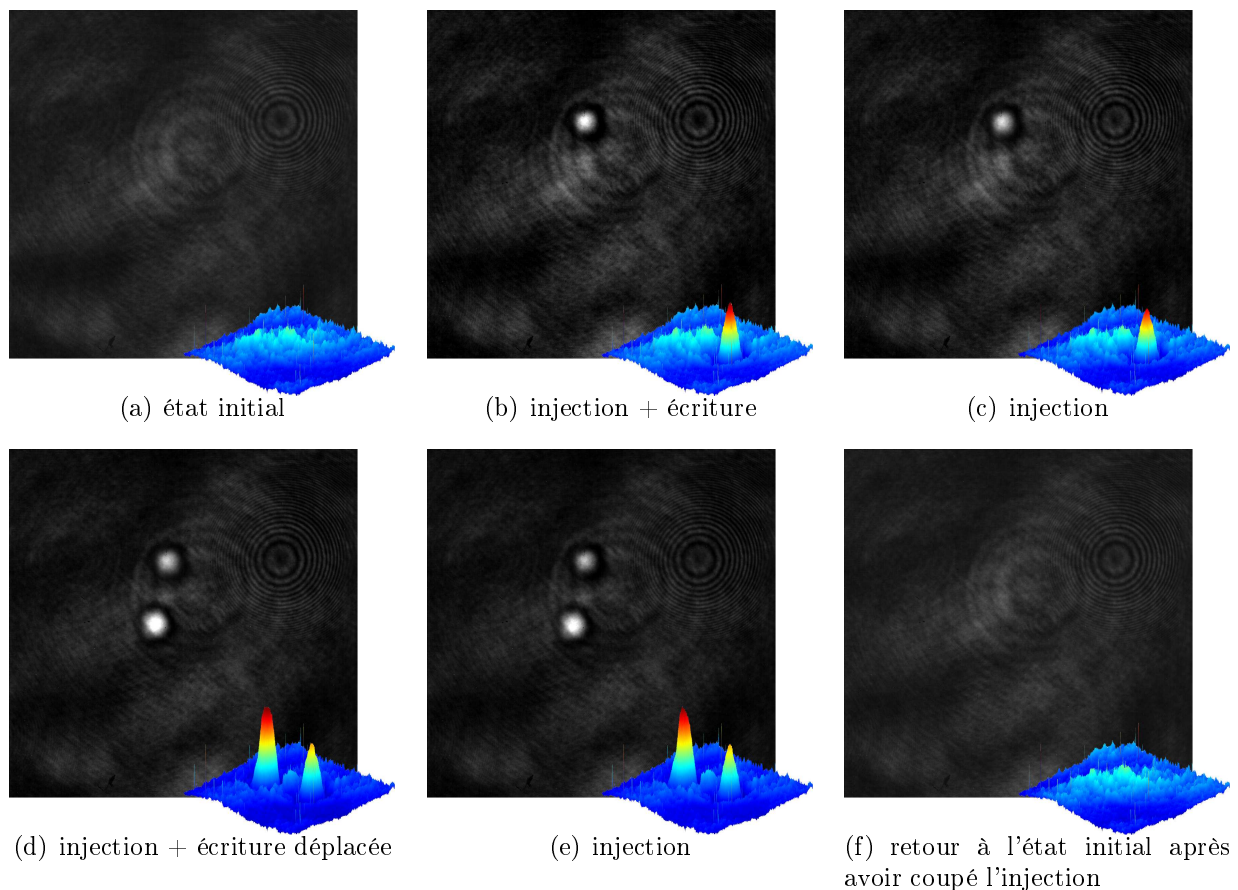 (a) état initial
(b) injection + écriture
(c) injection
(d) injection + écriture déplacée
(e) injection
(f) retour à l'état initial après
avoir coupé l'injection